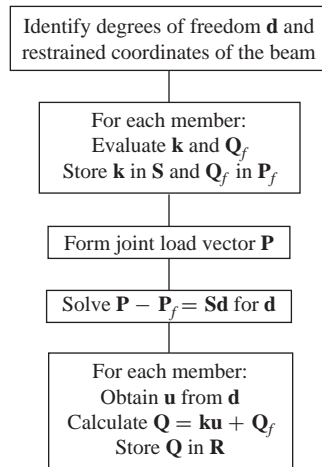 Identify degrees of freedom d and
restrained coordinates of the beam
For each member:
Evaluate k and Q_f
Store k in S and Q_f in P_f
Form joint load vector P
Solve P − P_f = Sd for d
For each member:
Obtain u from d
Calculate Q = ku + Q_f
Store Q in R